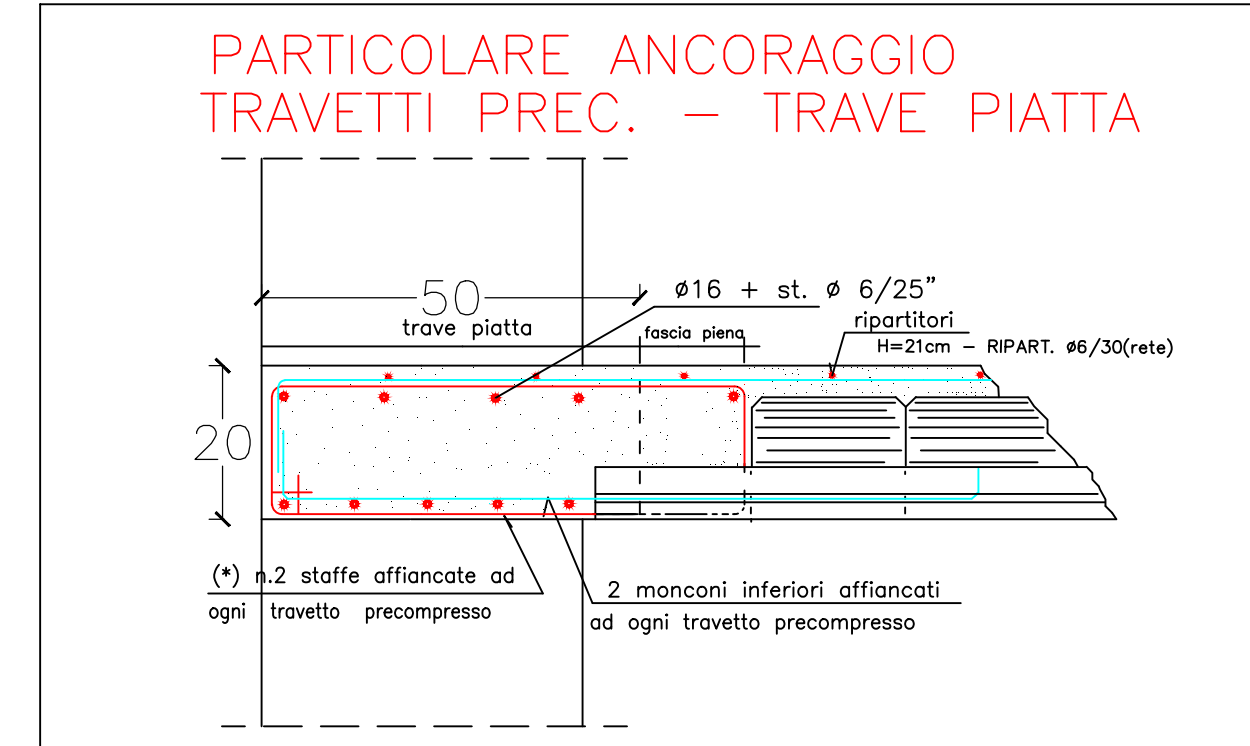 PARTICOLARE ANCORAGGIO
TRAVETTI PREC. – TRAVE PIATTA
50
trave piatta
ø16 + st. ø 6/25"
fascia piena
ripartitori
H=21cm – RIPART. ø6/30(rete)
20
(*) n.2 staffe affiancate ad
ogni travetto precompresso
2 monconi inferiori affiancati
ad ogni travetto precompresso